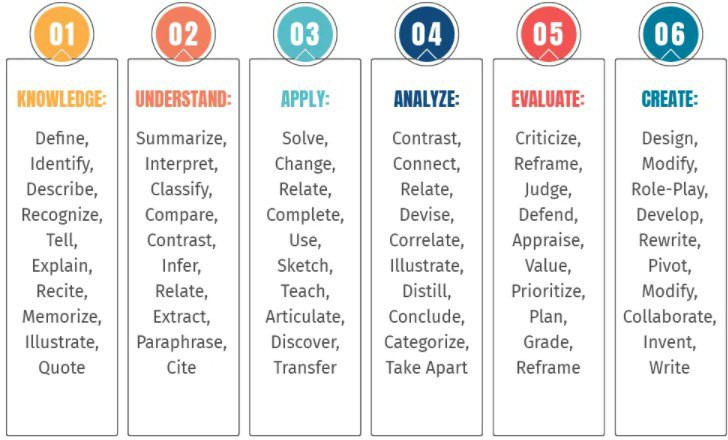 01
KNOWLEDGE:
Define,
Identify,
Describe,
Recognize,
Tell,
Explain,
Recite,
Memorize,
Illustrate,
Quote
02
UNDERSTAND:
Summarize,
Interpret,
Classify,
Compare,
Contrast,
Infer,
Relate,
Extract,
Paraphrase,
Cite
03
APPLY:
Solve,
Change,
Relate,
Complete,
Use,
Sketch,
Teach,
Articulate,
Discover,
Transfer
04
ANALYZE:
Contrast,
Connect,
Relate,
Devise,
Correlate,
Illustrate,
Distill,
Conclude,
Categorize,
Take Apart
05
EVALUATE:
Criticize,
Reframe,
Judge,
Defend,
Appraise,
Value,
Prioritize,
Plan,
Grade,
Reframe
06
CREATE:
Design,
Modify,
Role-Play,
Develop,
Rewrite,
Pivot,
Modify,
Collaborate,
Invent,
Write